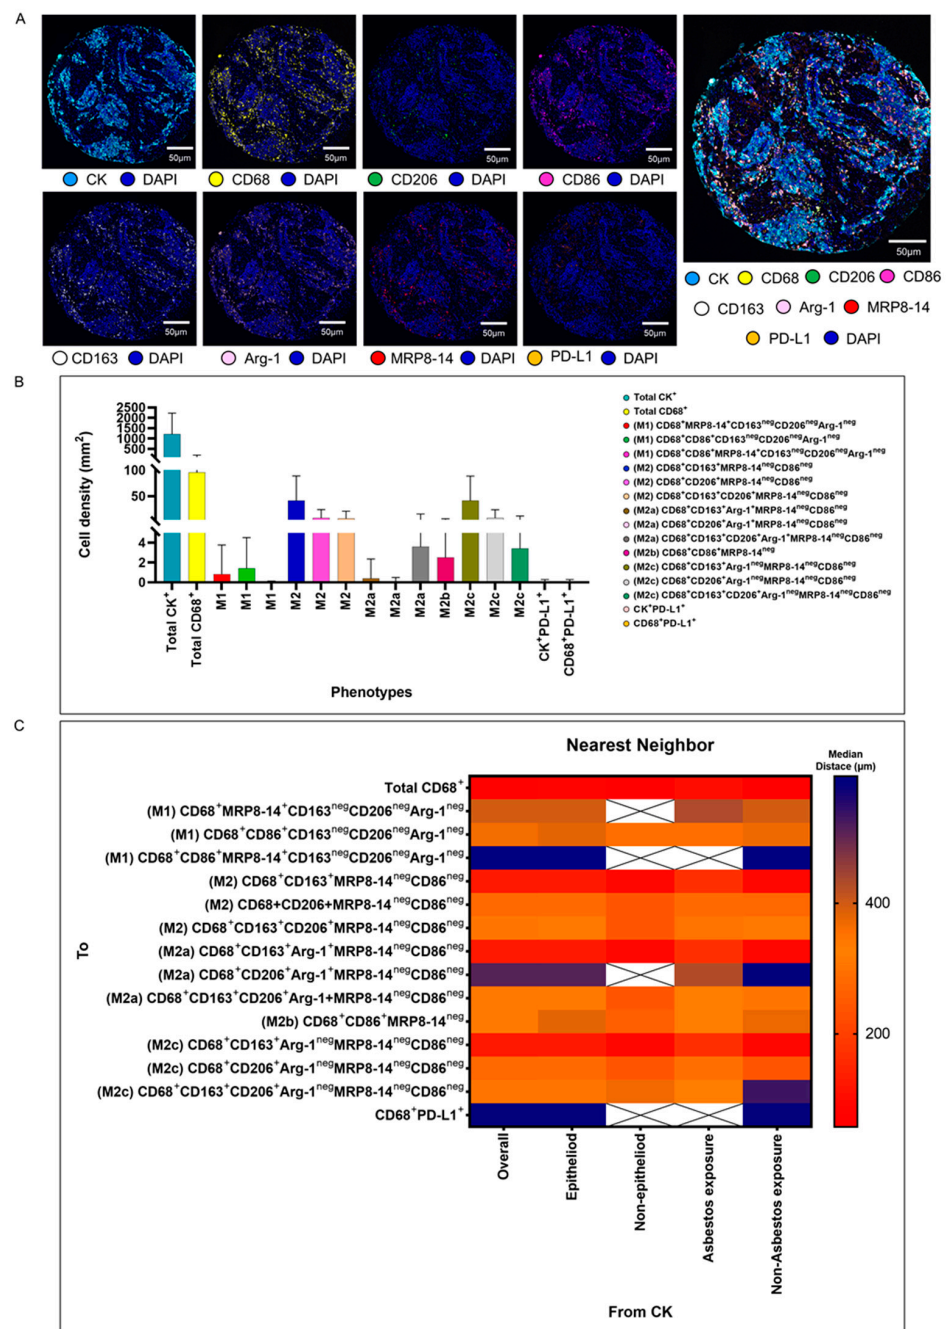 A
50µm 50µm 50µm 50µm
CK DAPI CD68 DAPI CD206 DAPI CD86 DAPI
50µm
50µm 50µm 50µm 50µm
CK CD68 CD206 CD86
CD163 Arg-1 MRP8-14
PD-L1 DAPI
CD163 DAPI Arg-1 DAPI MRP8-14 DAPI PD-L1 DAPI
B
Cell density (mm²)
2500
2000
1500
1000
500
100
50
4
2
0
Total CK⁺
Total CD68⁺
M1
M1
M1
M2
M2
M2
M2a
M2a
M2a
M2b
M2c
M2c
M2c
CK⁺PD-L1⁺
CD68⁺PD-L1⁺
Phenotypes
Total CK⁺
Total CD68⁺
(M1) CD68⁺MRP8-14⁺CD163ⁿᵉᵍCD206ⁿᵉᵍArg-1ⁿᵉᵍ
(M1) CD68⁺CD86⁺CD163ⁿᵉᵍCD206ⁿᵉᵍArg-1ⁿᵉᵍ
(M1) CD68⁺CD86⁺MRP8-14⁺CD163ⁿᵉᵍCD206ⁿᵉᵍArg-1ⁿᵉᵍ
(M2) CD68⁺CD163⁺MRP8-14ⁿᵉᵍCD86ⁿᵉᵍ
(M2) CD68⁺CD206⁺MRP8-14ⁿᵉᵍCD86ⁿᵉᵍ
(M2) CD68⁺CD163⁺CD206⁺MRP8-14ⁿᵉᵍCD86ⁿᵉᵍ
(M2a) CD68⁺CD163⁺Arg-1⁺MRP8-14ⁿᵉᵍCD86ⁿᵉᵍ
(M2a) CD68⁺CD206⁺Arg-1⁺MRP8-14ⁿᵉᵍCD86ⁿᵉᵍ
(M2a) CD68⁺CD163⁺CD206⁺Arg-1⁺MRP8-14ⁿᵉᵍCD86ⁿᵉᵍ
(M2b) CD68⁺CD86⁺MRP8-14ⁿᵉᵍ
(M2c) CD68⁺CD163⁺Arg-1ⁿᵉᵍMRP8-14ⁿᵉᵍCD86ⁿᵉᵍ
(M2c) CD68⁺CD206⁺Arg-1ⁿᵉᵍMRP8-14ⁿᵉᵍCD86ⁿᵉᵍ
(M2c) CD68⁺CD163⁺CD206⁺Arg-1ⁿᵉᵍMRP8-14ⁿᵉᵍCD86ⁿᵉᵍ
CK⁺PD-L1⁺
CD68⁺PD-L1⁺
C
Nearest Neighbor
Median
Distace (µm)
400
200
To
Total CD68⁺
(M1) CD68⁺MRP8-14⁺CD163ⁿᵉᵍCD206ⁿᵉᵍArg-1ⁿᵉᵍ
(M1) CD68⁺CD86⁺CD163ⁿᵉᵍCD206ⁿᵉᵍArg-1ⁿᵉᵍ
(M1) CD68⁺CD86⁺MRP8-14⁺CD163ⁿᵉᵍCD206ⁿᵉᵍArg-1ⁿᵉᵍ
(M2) CD68⁺CD163⁺MRP8-14ⁿᵉᵍCD86ⁿᵉᵍ
(M2) CD68+CD206+MRP8-14ⁿᵉᵍCD86ⁿᵉᵍ
(M2) CD68⁺CD163⁺CD206⁺MRP8-14ⁿᵉᵍCD86ⁿᵉᵍ
(M2a) CD68⁺CD163⁺Arg-1⁺MRP8-14ⁿᵉᵍCD86ⁿᵉᵍ
(M2a) CD68⁺CD206⁺Arg-1⁺MRP8-14ⁿᵉᵍCD86ⁿᵉᵍ
(M2a) CD68⁺CD163⁺CD206⁺Arg-1+MRP8-14ⁿᵉᵍCD86ⁿᵉᵍ
(M2b) CD68⁺CD86⁺MRP8-14ⁿᵉᵍ
(M2c) CD68⁺CD163⁺Arg-1ⁿᵉᵍMRP8-14ⁿᵉᵍCD86ⁿᵉᵍ
(M2c) CD68⁺CD206⁺Arg-1ⁿᵉᵍMRP8-14ⁿᵉᵍCD86ⁿᵉᵍ
(M2c) CD68⁺CD163⁺CD206⁺Arg-1ⁿᵉᵍMRP8-14ⁿᵉᵍCD86ⁿᵉᵍ
CD68⁺PD-L1⁺
Overall
Epitheliod
Non-epitheliod
Asbestos exposure
Non-Asbestos exposure
From CK